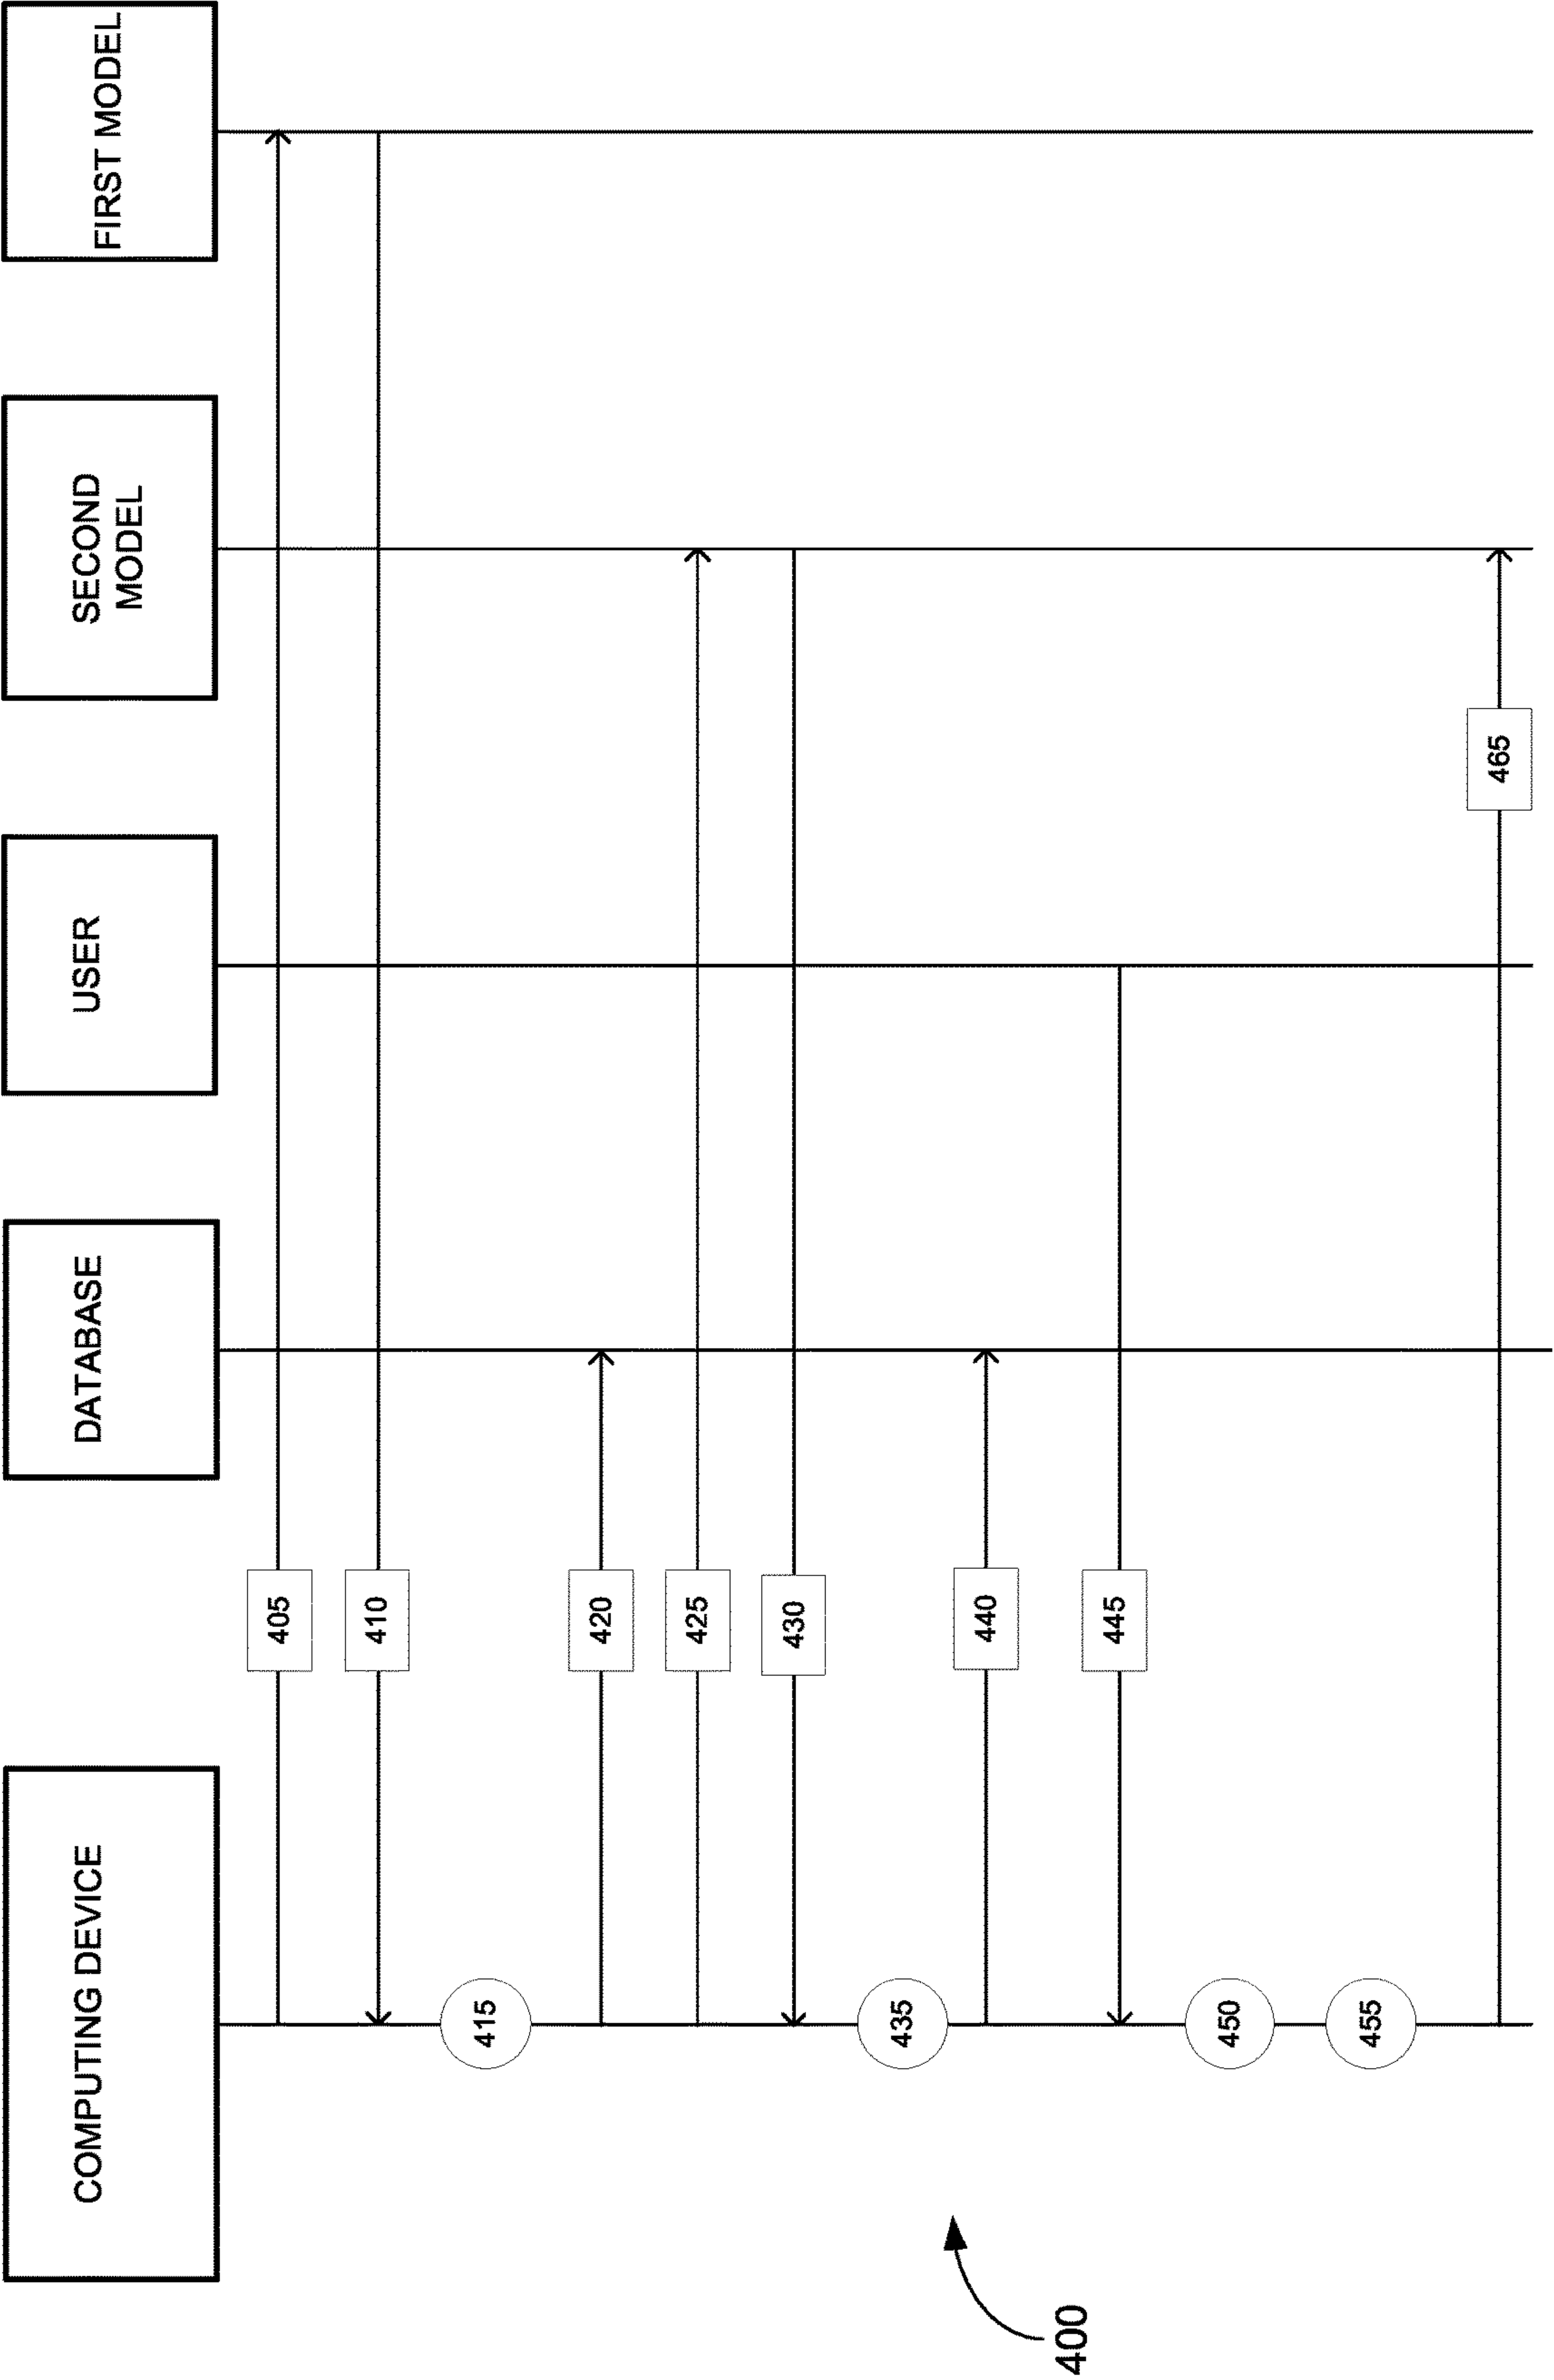 COMPUTING DEVICE
DATABASE
USER
SECOND
MODEL
FIRST MODEL
405
410
415
420
425
430
435
440
445
450
455
465
400